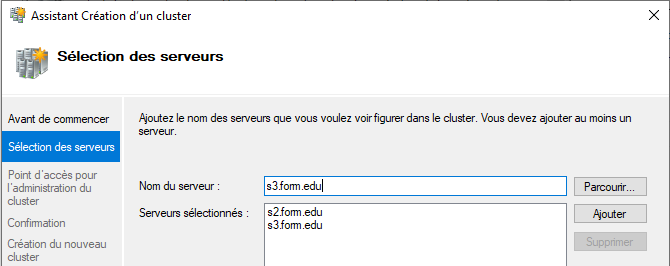 Assistant Création d'un cluster
Sélection des serveurs
Avant de commencer
Sélection des serveurs
Point d'accès pour
l'administration du
cluster
Confirmation
Création du nouveau
cluster
Ajoutez le nom des serveurs que vous voulez voir figurer dans le cluster. Vous devez ajouter au moins un
serveur.
Nom du serveur :
s3.form.edu
Parcourir...
Serveurs sélectionnés :
s2.form.edu
s3.form.edu
Ajouter
Supprimer